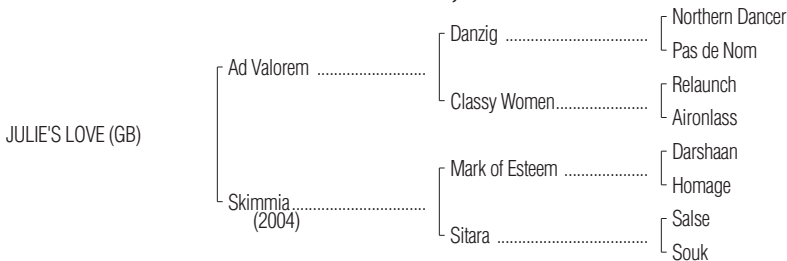 Northern Dancer
Danzig
Pas de Nom
Ad Valorem
Relaunch
Classy Women
Aironlass
JULIE'S LOVE (GB)
Darshaan
Mark of Esteem
Homage
Skimmia
(2004)
Salse
Sitara
Souk